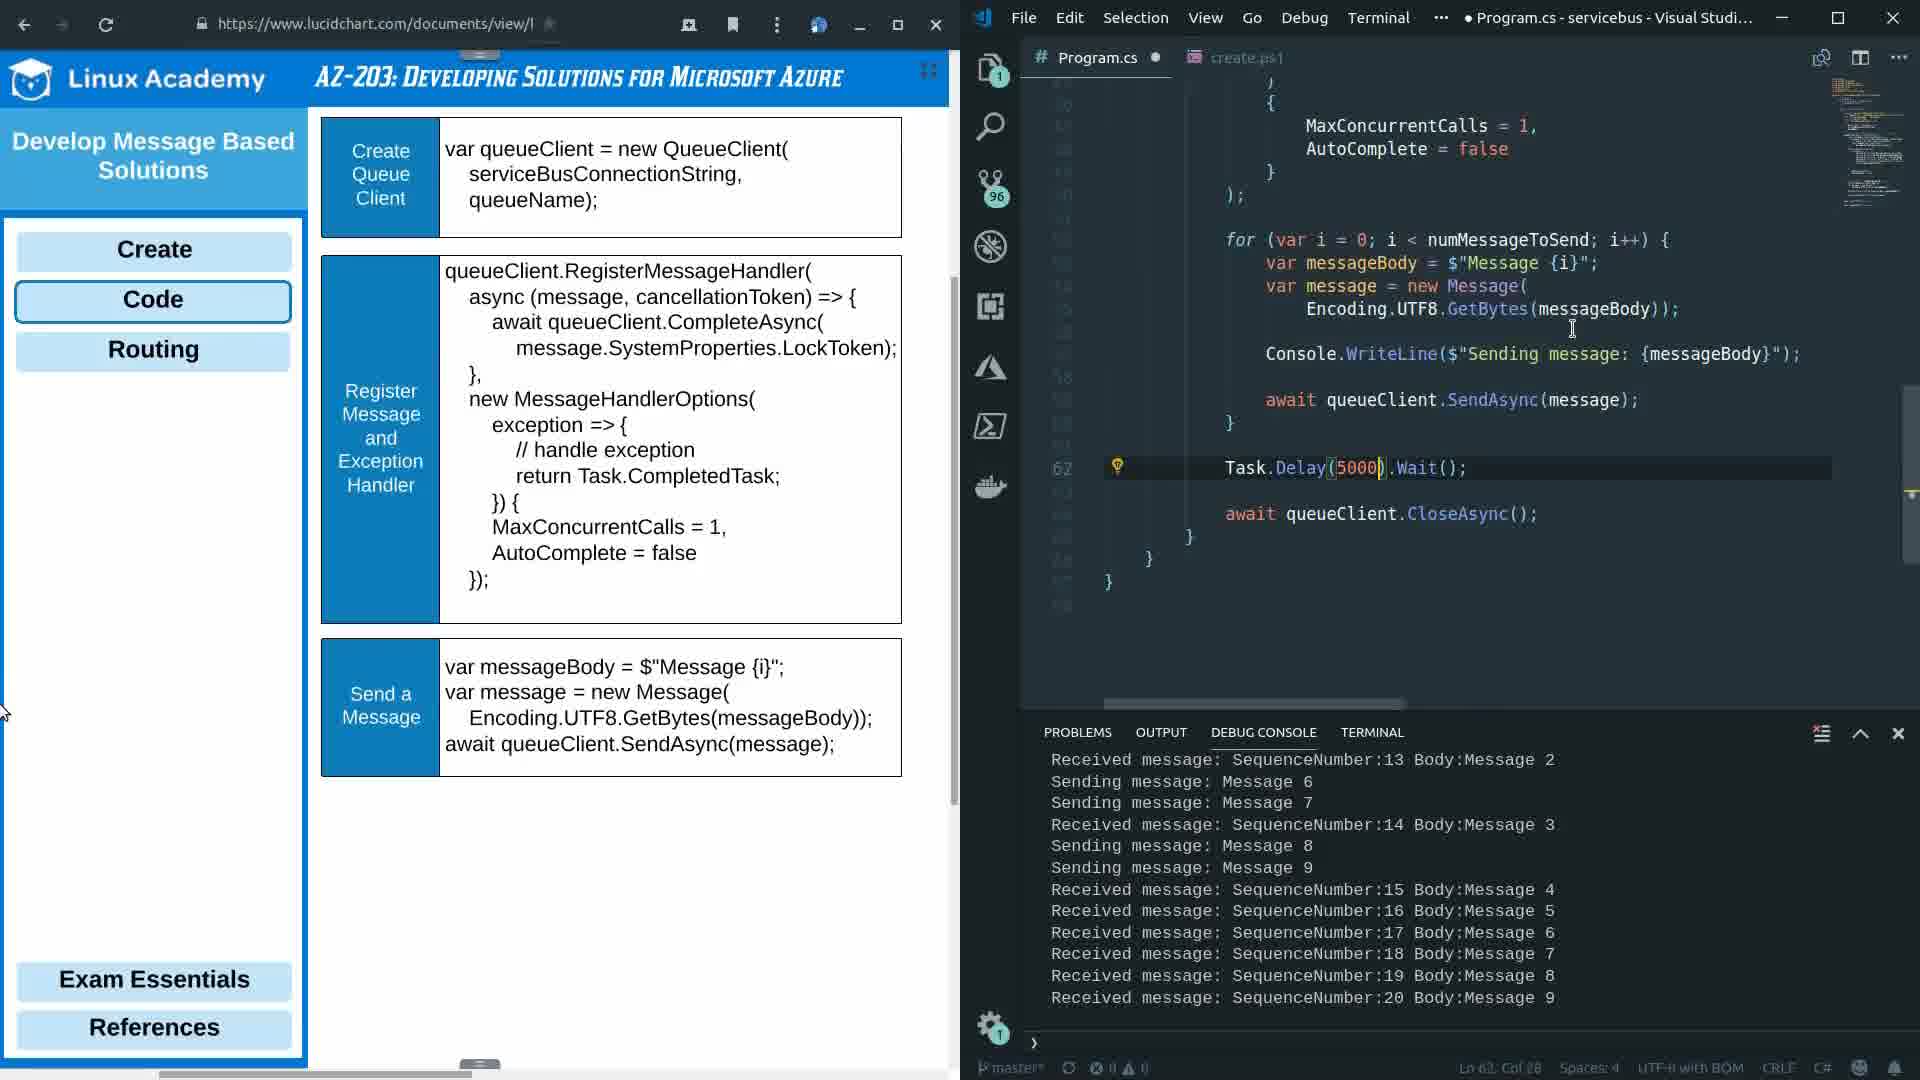 https://www.lucidchart.com/documents/view/
Linux Academy
AZ-203: Developing Solutions for Microsoft Azure
Develop Message Based
Solutions
Create
Code
Routing
Exam Essentials
References
Create
Queue
Client
var queueClient = new QueueClient(
serviceBusConnectionString,
queueName);
Register
Message
and
Exception
Handler
queueClient.RegisterMessageHandler(
async (message, cancellationToken) => {
await queueClient.CompleteAsync(
message.SystemProperties.LockToken);
},
new MessageHandlerOptions(
exception => {
// handle exception
return Task.CompletedTask;
}) {
MaxConcurrentCalls = 1,
AutoComplete = false
});
Send a
Message
var messageBody = $"Message {i}";
var message = new Message(
Encoding.UTF8.GetBytes(messageBody));
await queueClient.SendAsync(message);
File Edit Selection View Go Debug Terminal ··· ● Program.cs - servicebus - Visual Studi...
1
96
1
# Program.cs ●
create.ps1
)
{
MaxConcurrentCalls = 1,
AutoComplete = false
}
);
for (var i = 0; i < numMessageToSend; i++) {
var messageBody = $"Message {i}";
var message = new Message(
Encoding.UTF8.GetBytes(messageBody));
Console.WriteLine($"Sending message: {messageBody}");
58
await queueClient.SendAsync(message);
}
62 Task.Delay(5000).Wait();
await queueClient.CloseAsync();
}
}
}
PROBLEMS OUTPUT DEBUG CONSOLE TERMINAL
Received message: SequenceNumber:13 Body:Message 2
Sending message: Message 6
Sending message: Message 7
Received message: SequenceNumber:14 Body:Message 3
Sending message: Message 8
Sending message: Message 9
Received message: SequenceNumber:15 Body:Message 4
Received message: SequenceNumber:16 Body:Message 5
Received message: SequenceNumber:17 Body:Message 6
Received message: SequenceNumber:18 Body:Message 7
Received message: SequenceNumber:19 Body:Message 8
Received message: SequenceNumber:20 Body:Message 9
master* 0 0 Ln 62, Col 28 Spaces: 4 UTF-8 with BOM CRLF C#